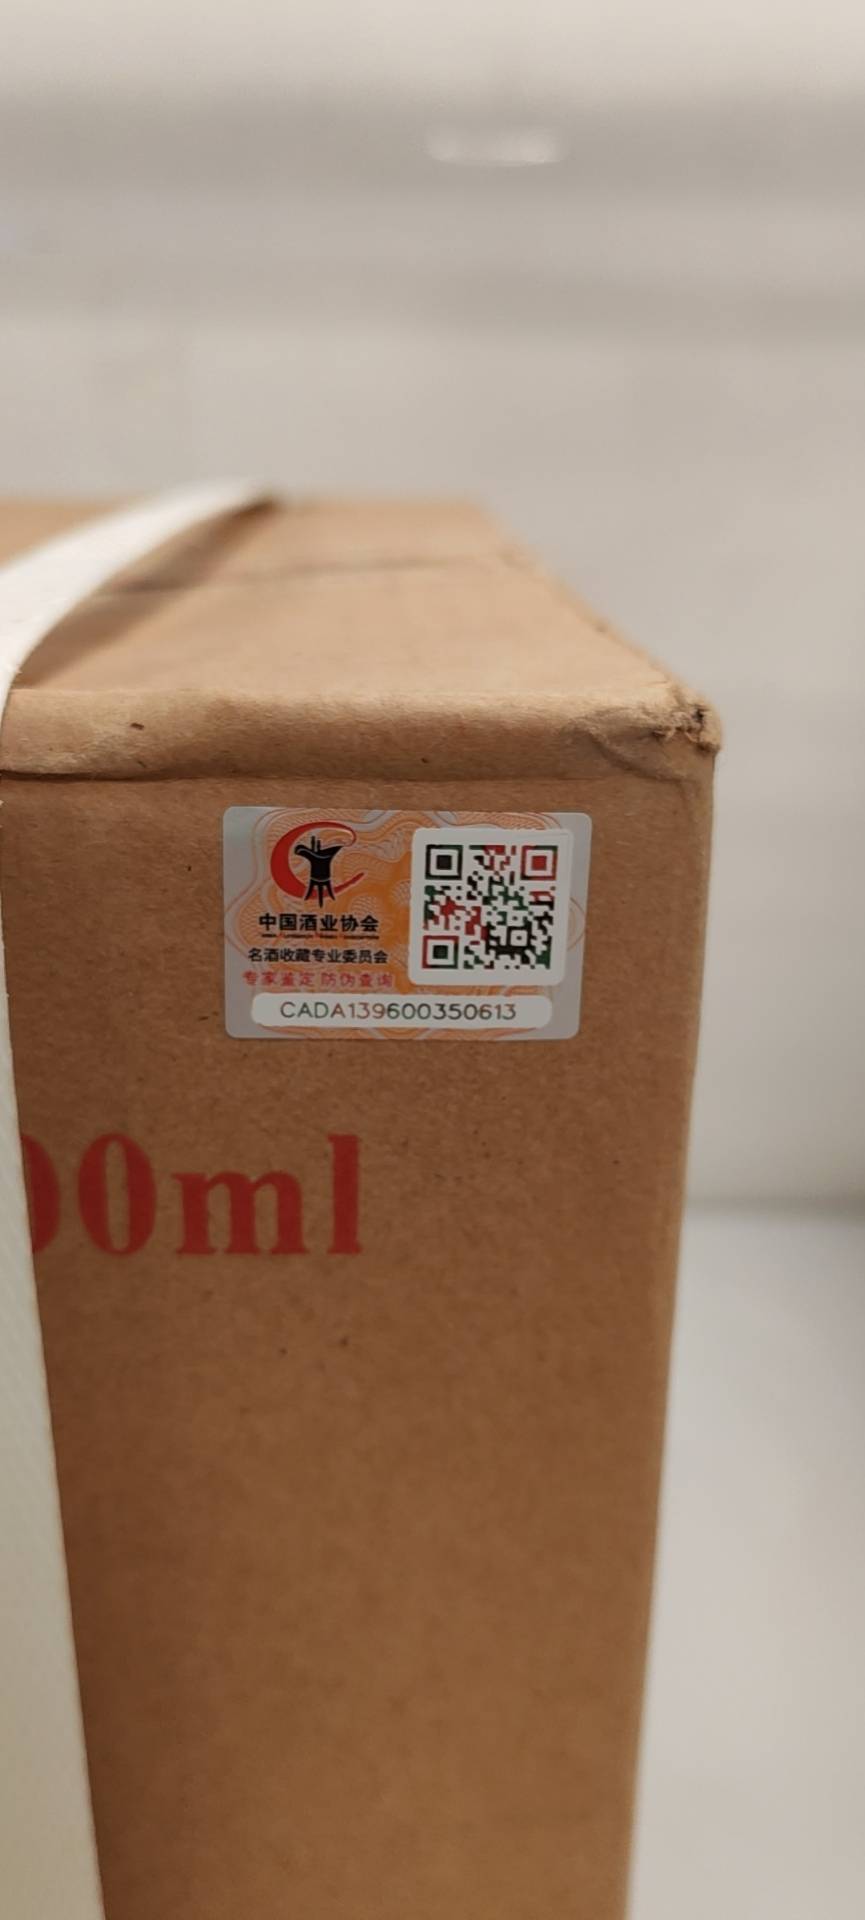 中国酒业协会
名酒收藏专业委员会
专家鉴定 防伪查询
CADA139600350613
00ml